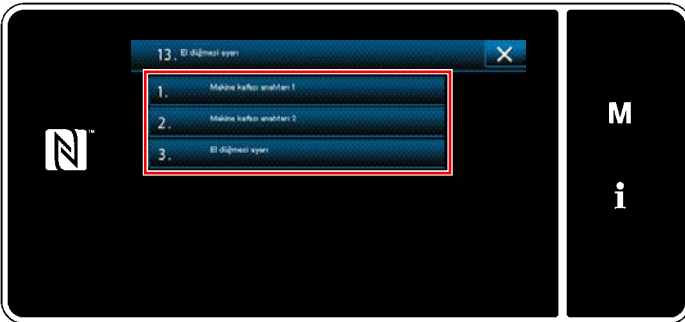 13. El düğmesi ayarı
1. Makine kafası anahtarı 1
2. Makine kafası anahtarı 2
3. El düğmesi ayarı
M
i
N